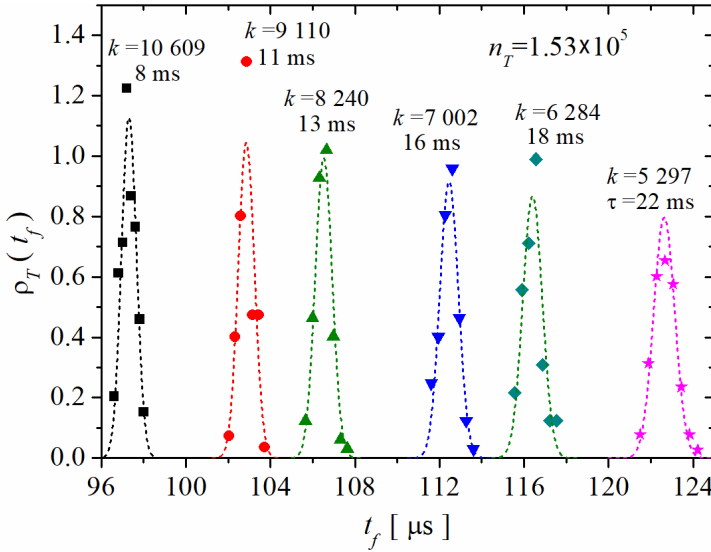 k =10 609
8 ms
k =9 110
11 ms
n_T=1.53×10^5
k =8 240
13 ms
k =7 002
16 ms
k =6 284
18 ms
k =5 297
τ =22 ms
1.4
1.2
1.0
0.8
0.6
0.4
0.2
0.0
ρ_T ( t_f )
96 100 104 108 112 116 120 124
t_f [ μs ]